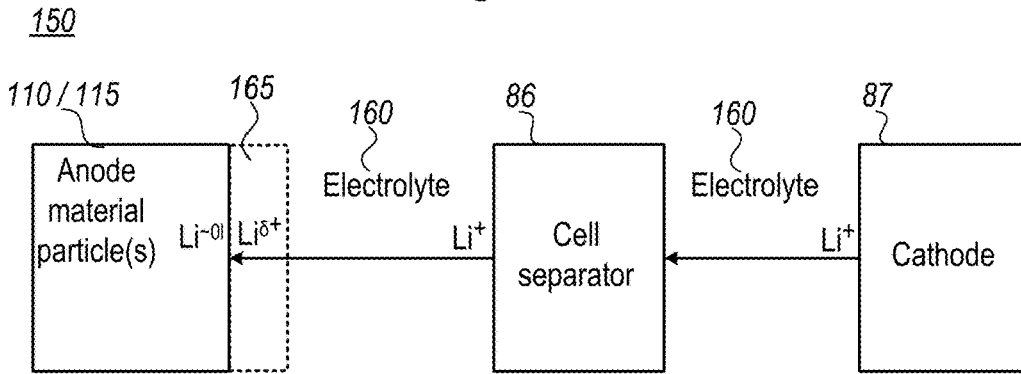 150
110 / 115
165
160
86
160
87
Anode
material
particle(s)
Li~0l
Liδ+
Electrolyte
Li+
Cell
separator
Electrolyte
Li+
Cathode